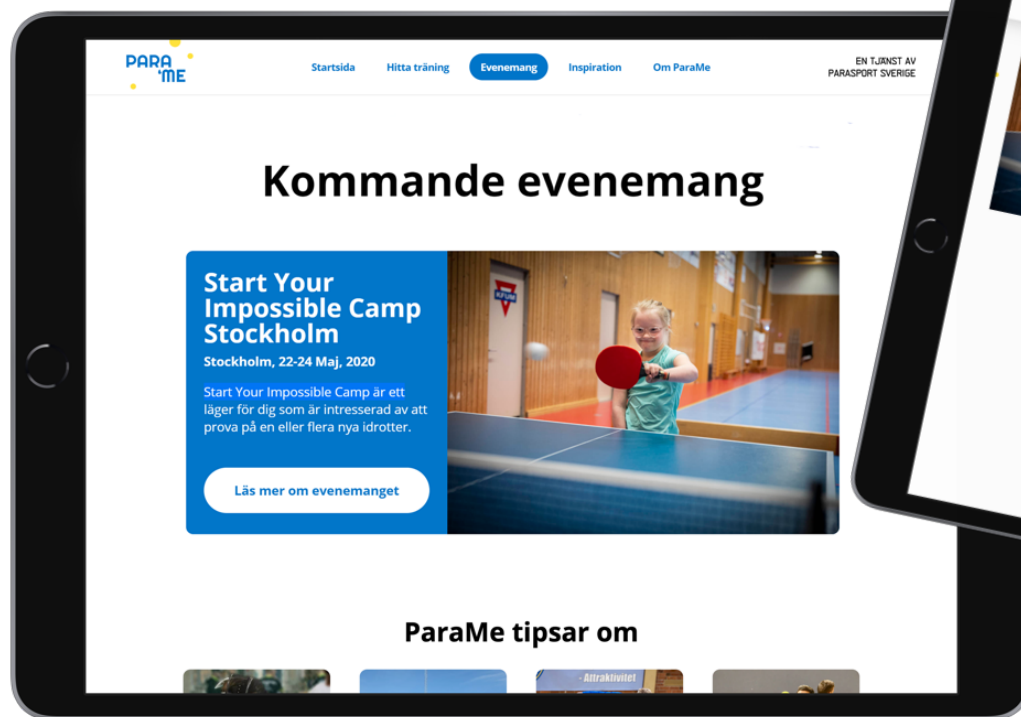 PARA
'ME
Startsida
Hitta träning
Evenemang
Inspiration
Om ParaMe
EN TJÄNST AV
PARASPORT SVERIGE
Kommande evenemang
Start Your
Impossible Camp
Stockholm
Stockholm, 22-24 Maj, 2020
Start Your Impossible Camp är ett
läger för dig som är intresserad av att
prova på en eller flera nya idrotter.
Läs mer om evenemanget
KFUM
ParaMe tipsar om
- Attraktivitet